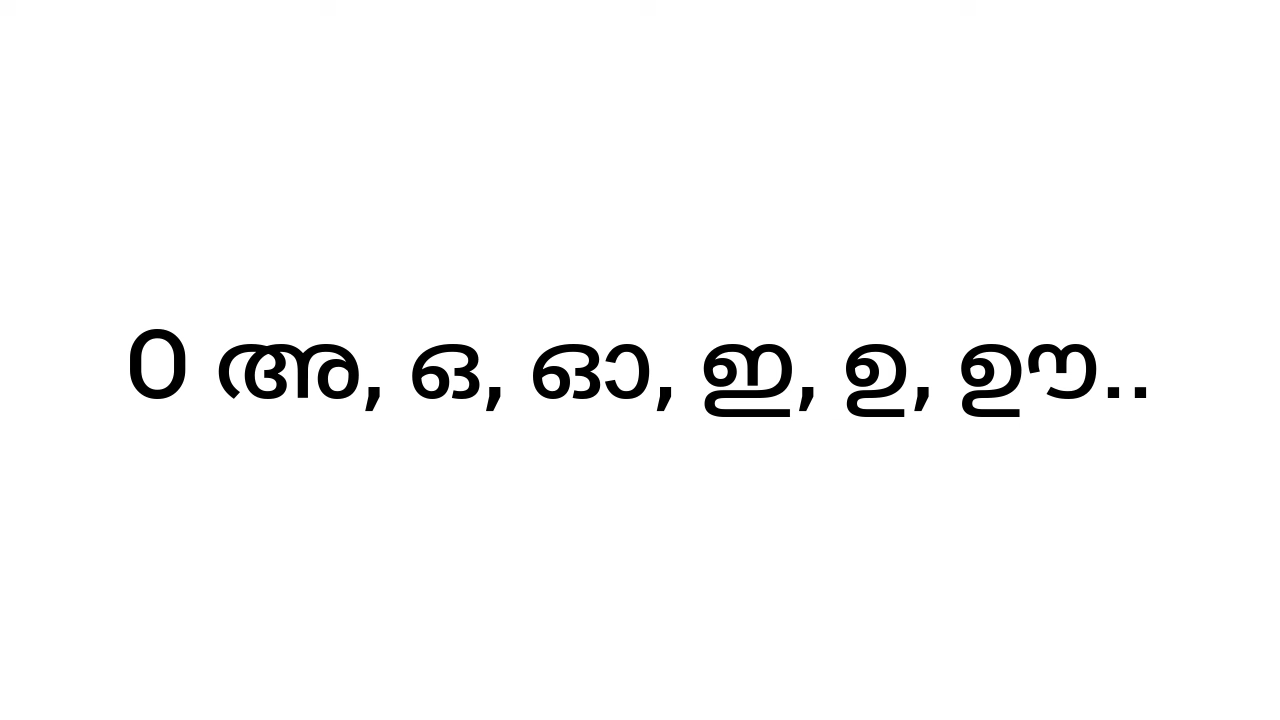 0 അ, ഒ, ഓ, ഇ, ഉ, ഊ..